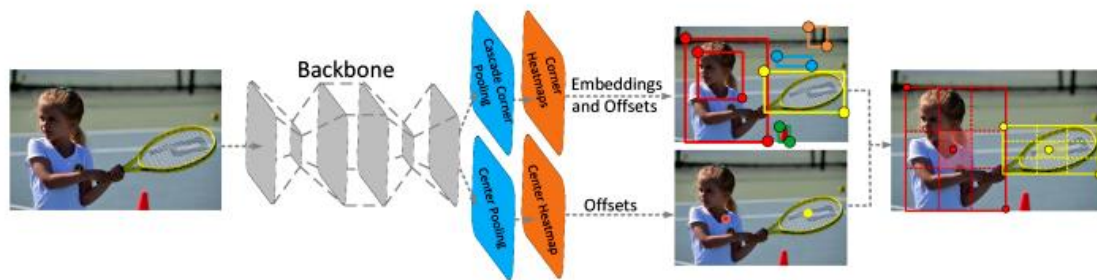 Backbone
Cascade Corner
Pooling
Corner
Heatmaps
Embeddings
and Offsets
Center Pooling
Center Heatmap
Offsets